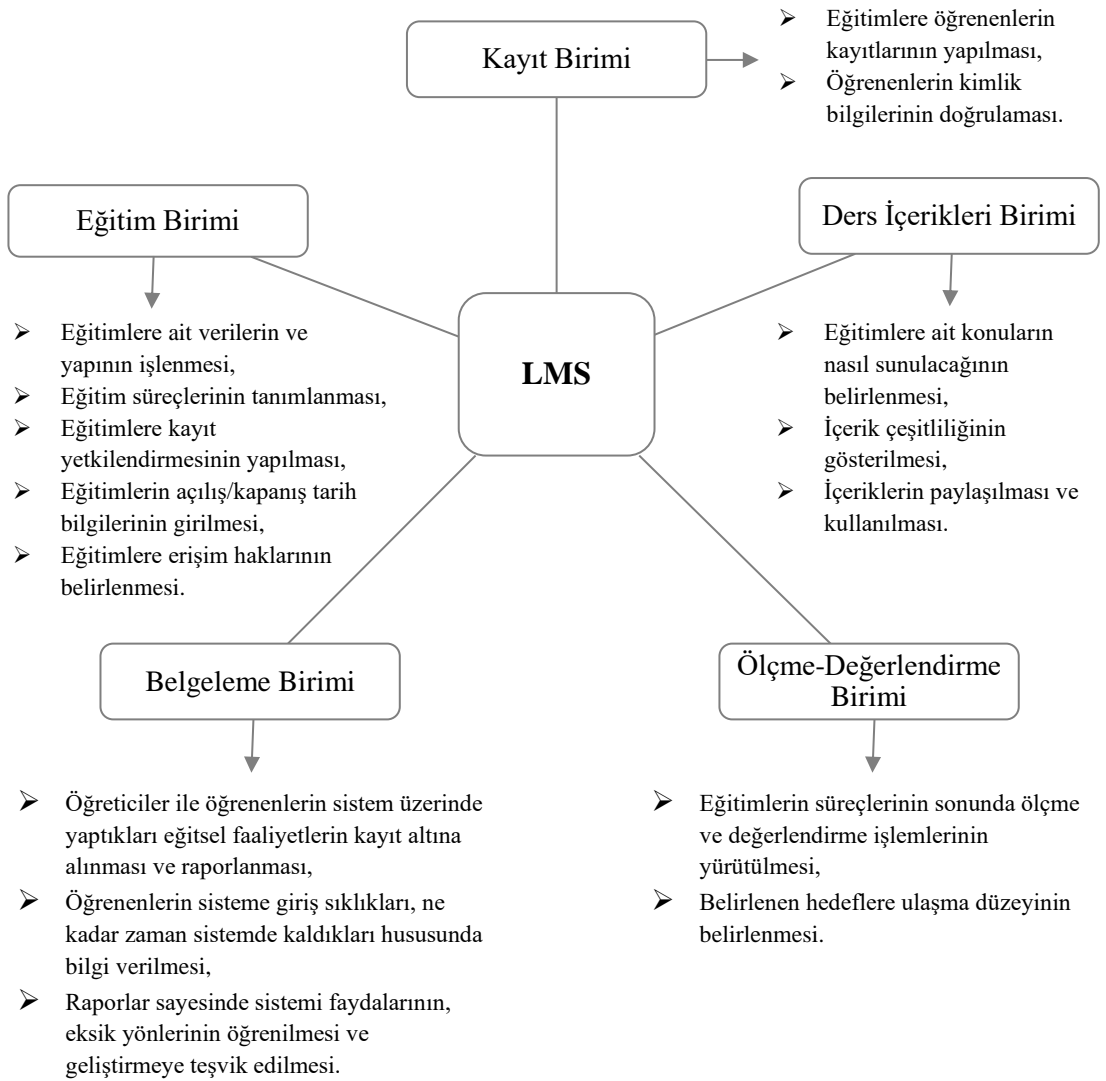 Kayıt Birimi
➢ Eğitimlere öğrenenlerin
kayıtlarının yapılması,
➢ Öğrenenlerin kimlik
bilgilerinin doğrulaması.
Eğitim Birimi
➢ Eğitimlere ait verilerin ve
yapının işlenmesi,
➢ Eğitim süreçlerinin tanımlanması,
➢ Eğitimlere kayıt
yetkilendirmesinin yapılması,
➢ Eğitimlerin açılış/kapanış tarih
bilgilerinin girilmesi,
➢ Eğitimlere erişim haklarının
belirlenmesi.
LMS
Ders İçerikleri Birimi
➢ Eğitimlere ait konuların
nasıl sunulacağının
belirlenmesi,
➢ İçerik çeşitliliğinin
gösterilmesi,
➢ İçeriklerin paylaşılması ve
kullanılması.
Belgeleme Birimi
➢ Öğreticiler ile öğrenenlerin sistem üzerinde
yaptıkları eğitsel faaliyetlerin kayıt altına
alınması ve raporlanması,
➢ Öğrenenlerin sisteme giriş sıklıkları, ne
kadar zaman sistemde kaldıkları hususunda
bilgi verilmesi,
➢ Raporlar sayesinde sistemi faydalarının,
eksik yönlerinin öğrenilmesi ve
geliştirmeye teşvik edilmesi.
Ölçme-Değerlendirme
Birimi
➢ Eğitimlerin süreçlerinin sonunda ölçme
ve değerlendirme işlemlerinin
yürütülmesi,
➢ Belirlenen hedeflere ulaşma düzeyinin
belirlenmesi.